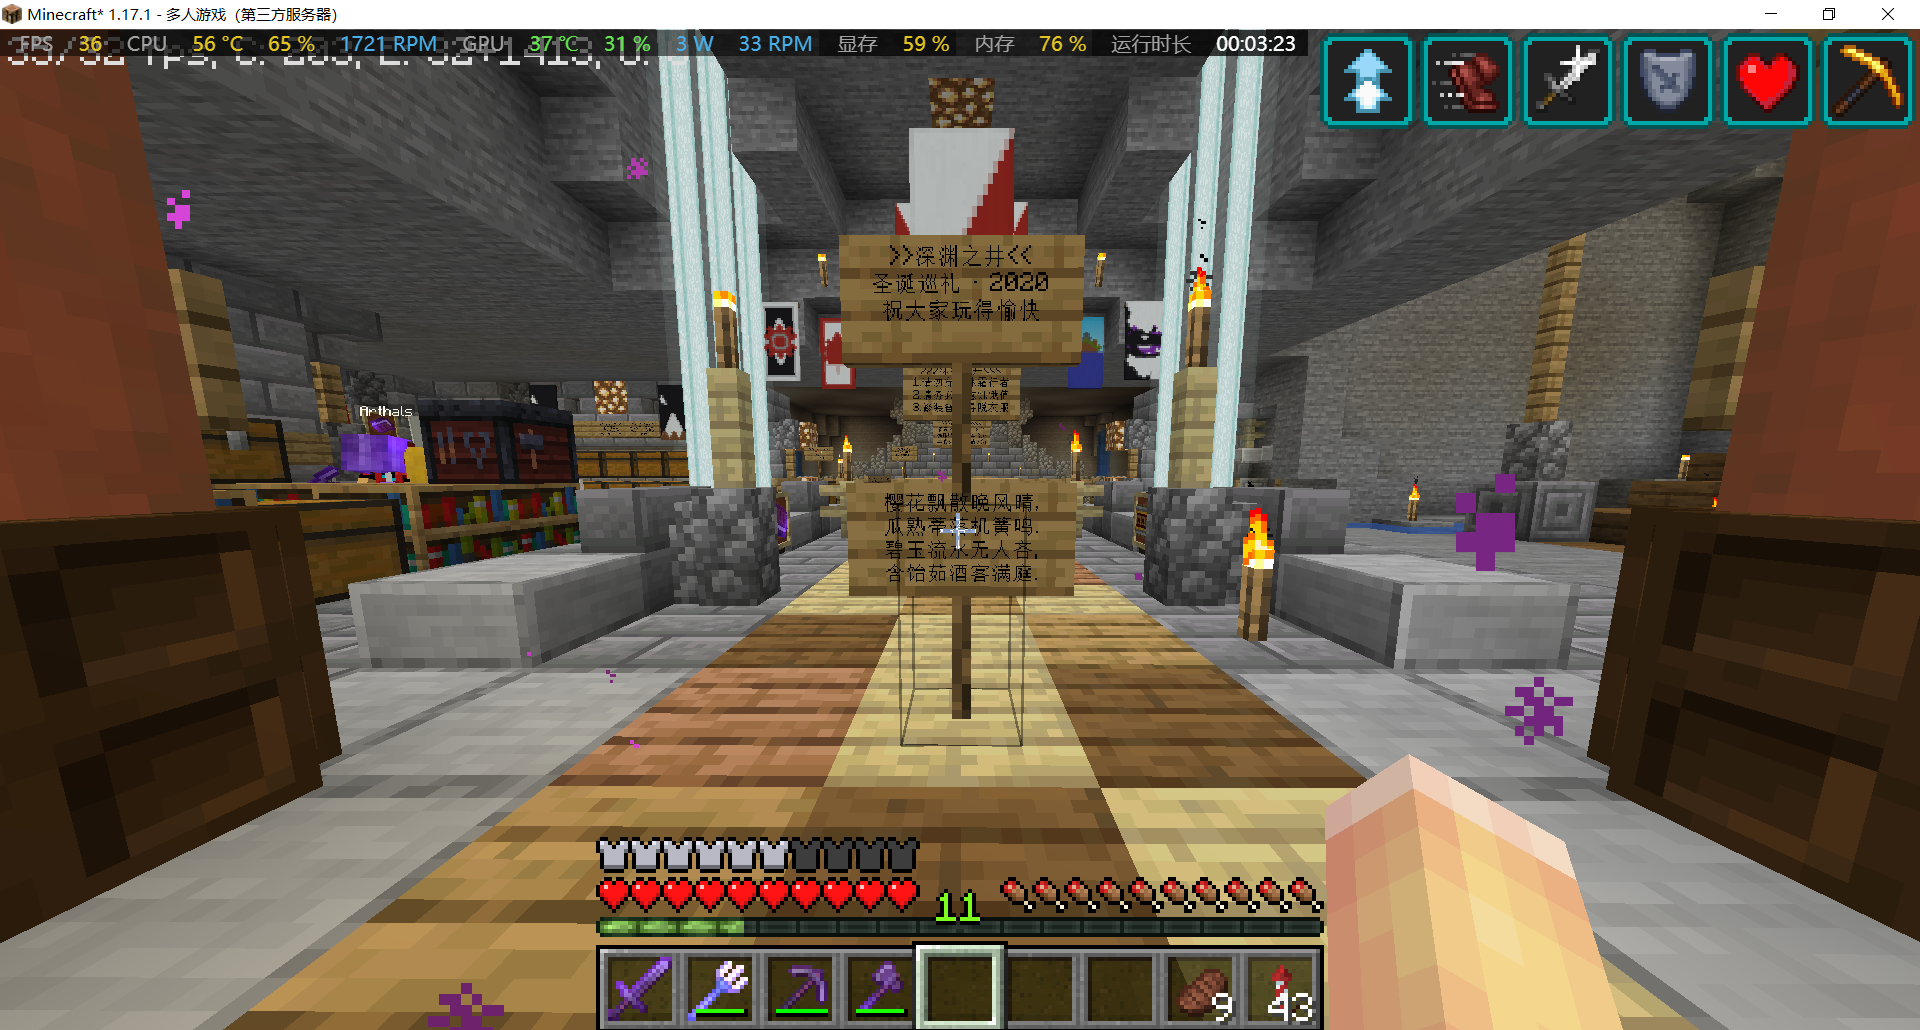 Minecraft* 1.17.1 - 多人游戏（第三方服务器）
FPS 36 CPU 56 °C 65 % 1721 RPM GPU 37 °C 31 % 3 W 33 RPM 显存 59 % 内存 76 % 运行时长 00:03:23
>>深渊之井<<
圣诞巡礼 - 2020
祝大家玩得愉快
Arthals
樱花飘散晚风晴,
瓜熟蒂落机簧鸣.
碧玉流水无人吝,
含饴茹酒客满庭.
11
9
43